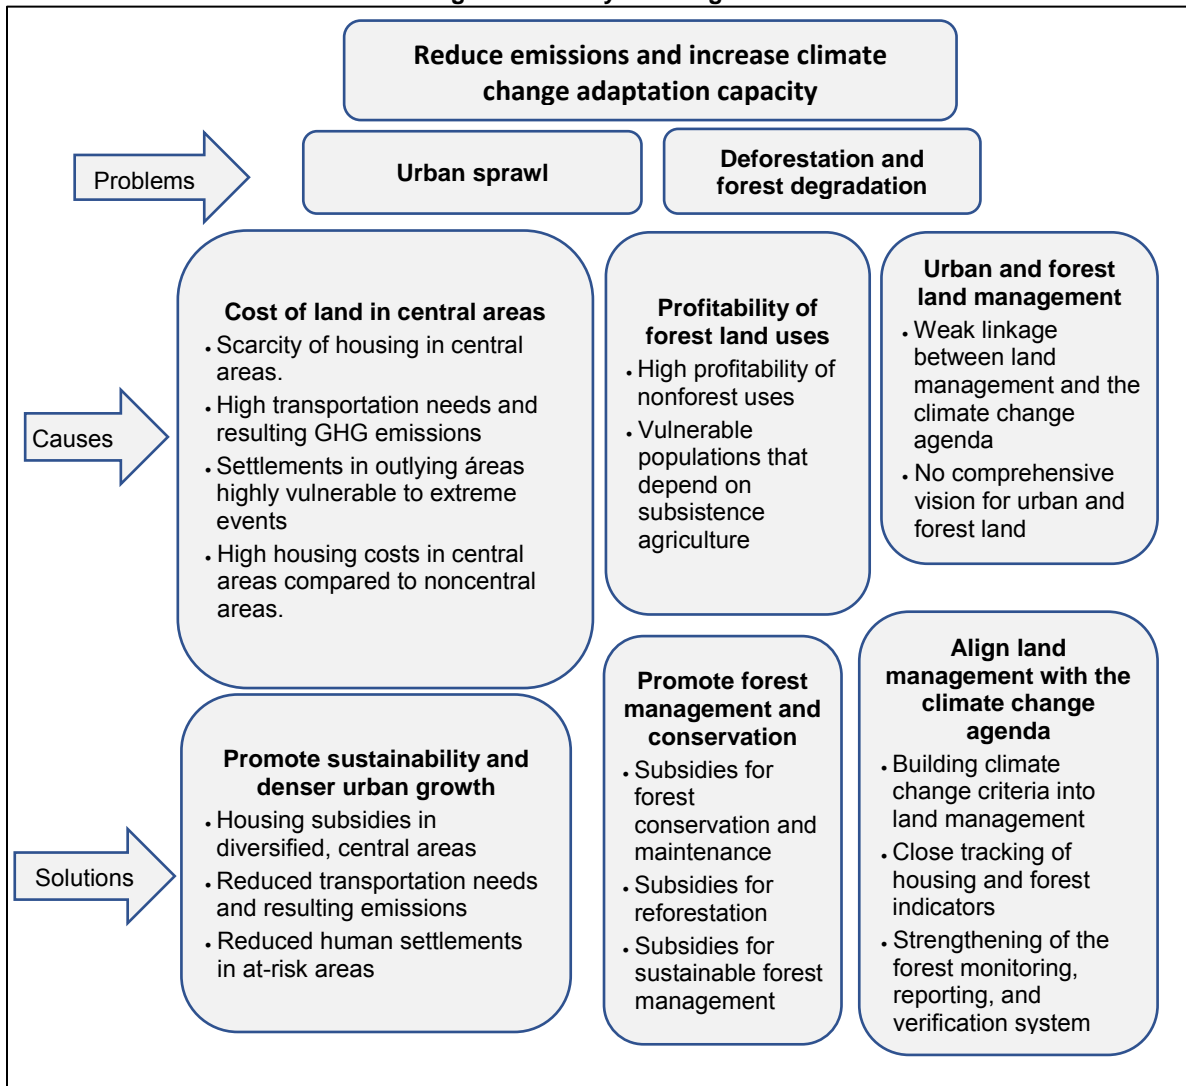 Reduce emissions and increase climate
change adaptation capacity
Problems
Urban sprawl
Deforestation and
forest degradation
Causes
Cost of land in central areas
• Scarcity of housing in central
areas.
• High transportation needs and
resulting GHG emissions
• Settlements in outlying áreas
highly vulnerable to extreme
events
• High housing costs in central
areas compared to noncentral
areas.
Profitability of
forest land uses
• High profitability of
nonforest uses
• Vulnerable
populations that
depend on
subsistence
agriculture
Urban and forest
land management
• Weak linkage
between land
management and the
climate change
agenda
• No comprehensive
vision for urban and
forest land
Solutions
Promote sustainability and
denser urban growth
• Housing subsidies in
diversified, central areas
• Reduced transportation needs
and resulting emissions
• Reduced human settlements
in at-risk areas
Promote forest
management and
conservation
• Subsidies for
forest
conservation and
maintenance
• Subsidies for
reforestation
• Subsidies for
sustainable forest
management
Align land
management with the
climate change
agenda
• Building climate
change criteria into
land management
• Close tracking of
housing and forest
indicators
• Strengthening of the
forest monitoring,
reporting, and
verification system